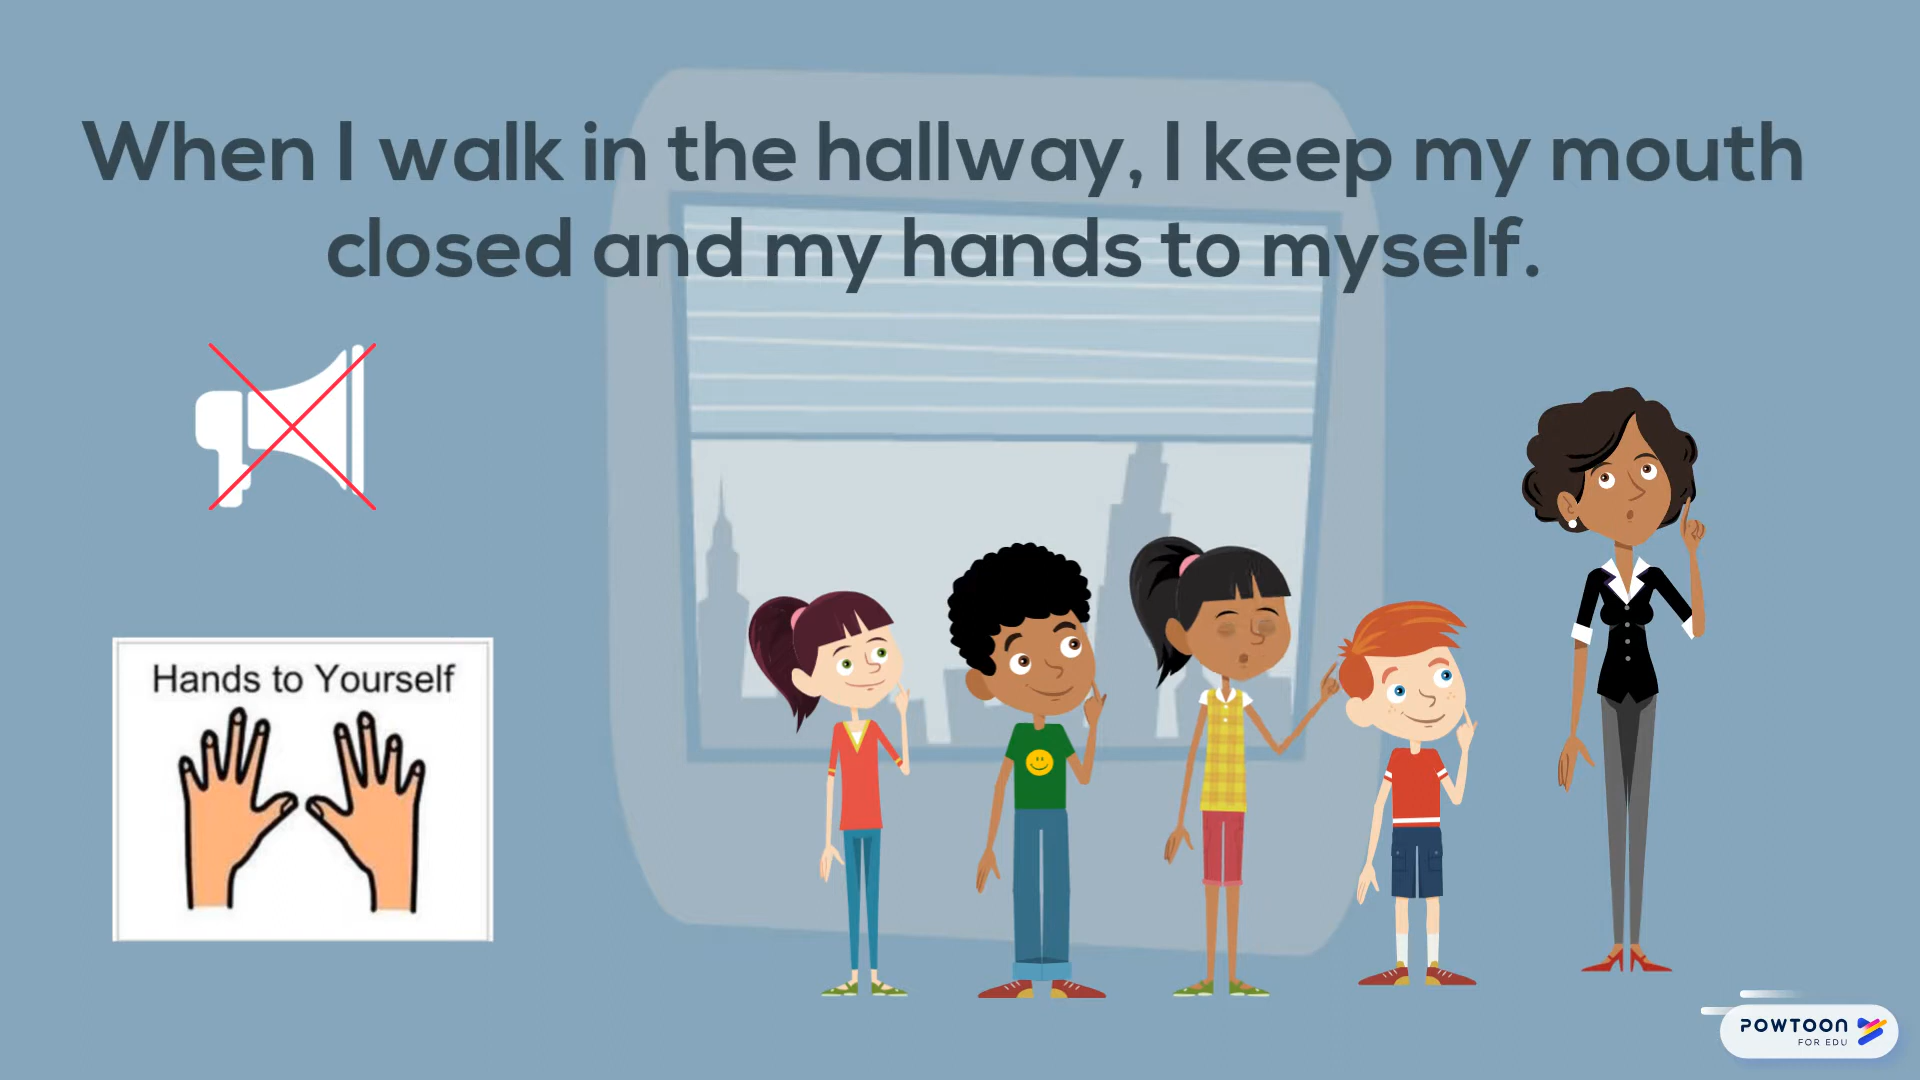 When I walk in the hallway, I keep my mouth
closed and my hands to myself.
Hands to Yourself
POWTOON
FOR EDU